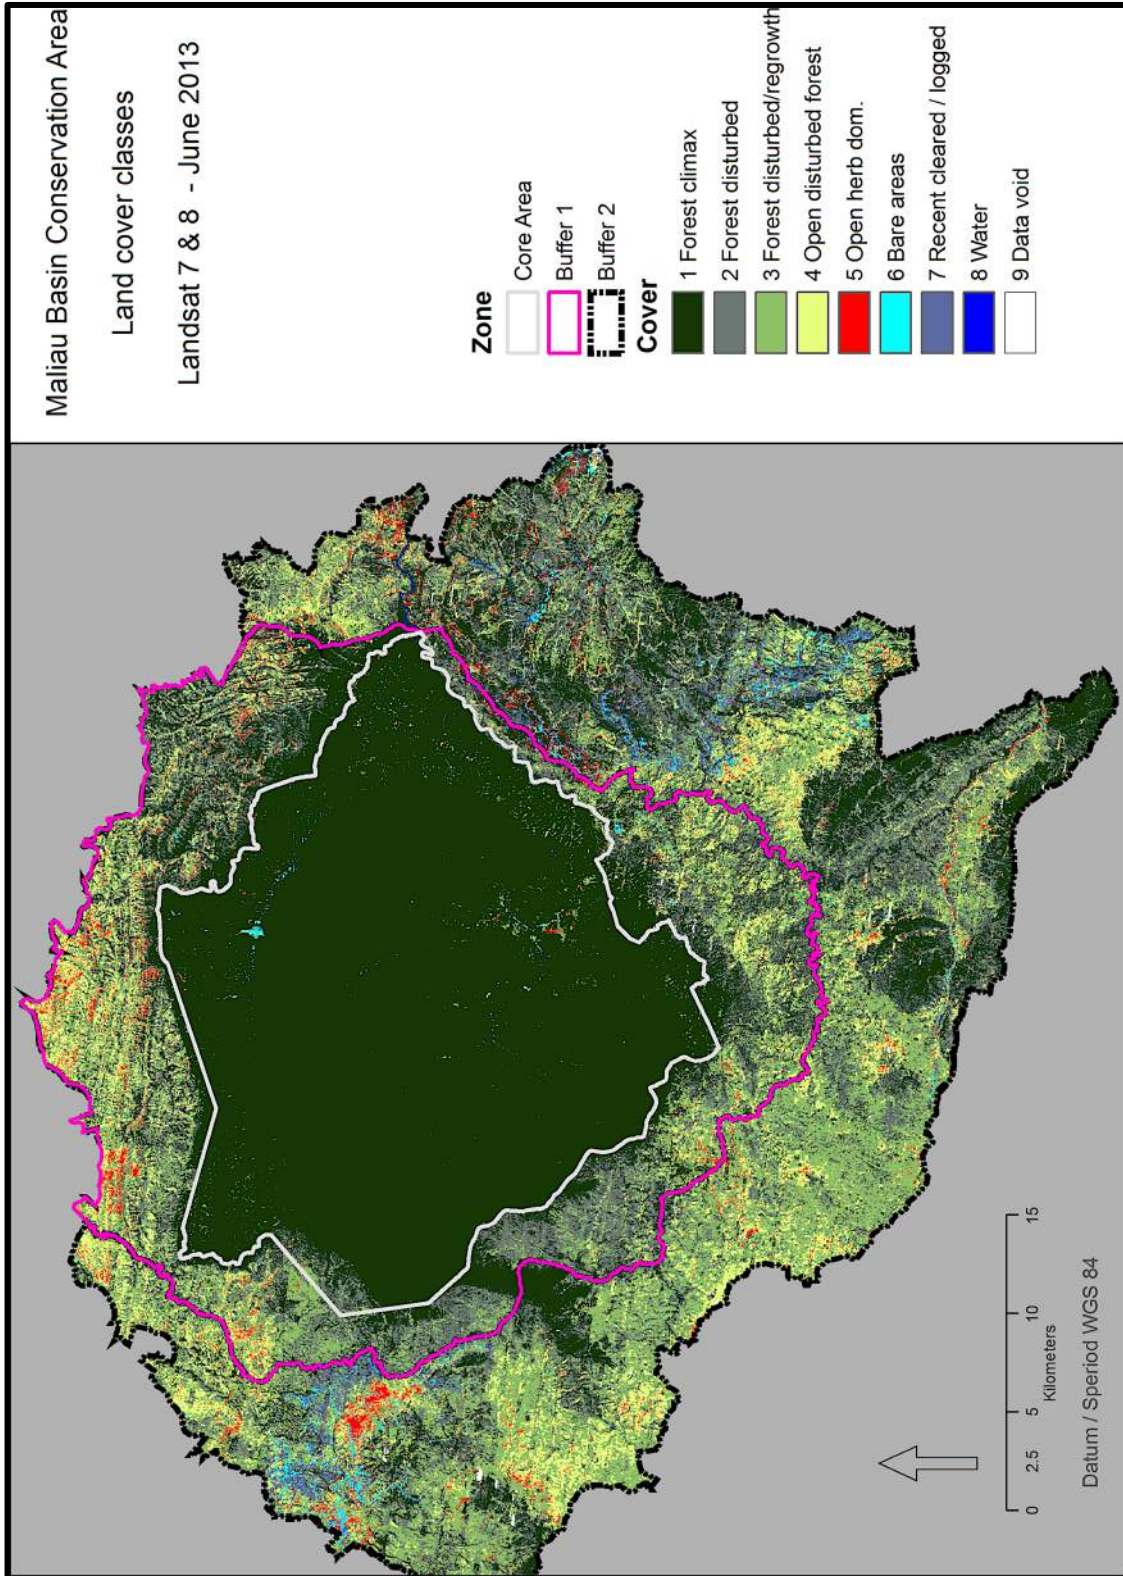 Maliau Basin Conservation Area
Land cover classes
Landsat 7 & 8 - June 2013
Zone
Core Area
Buffer 1
Buffer 2
Cover
1 Forest climax
2 Forest disturbed
3 Forest disturbed/regrowth
4 Open disturbed forest
5 Open herb dom.
6 Bare areas
7 Recent cleared / logged
8 Water
9 Data void
0 2.5 5 10 15
Kilometers
Datum / Speriod WGS 84